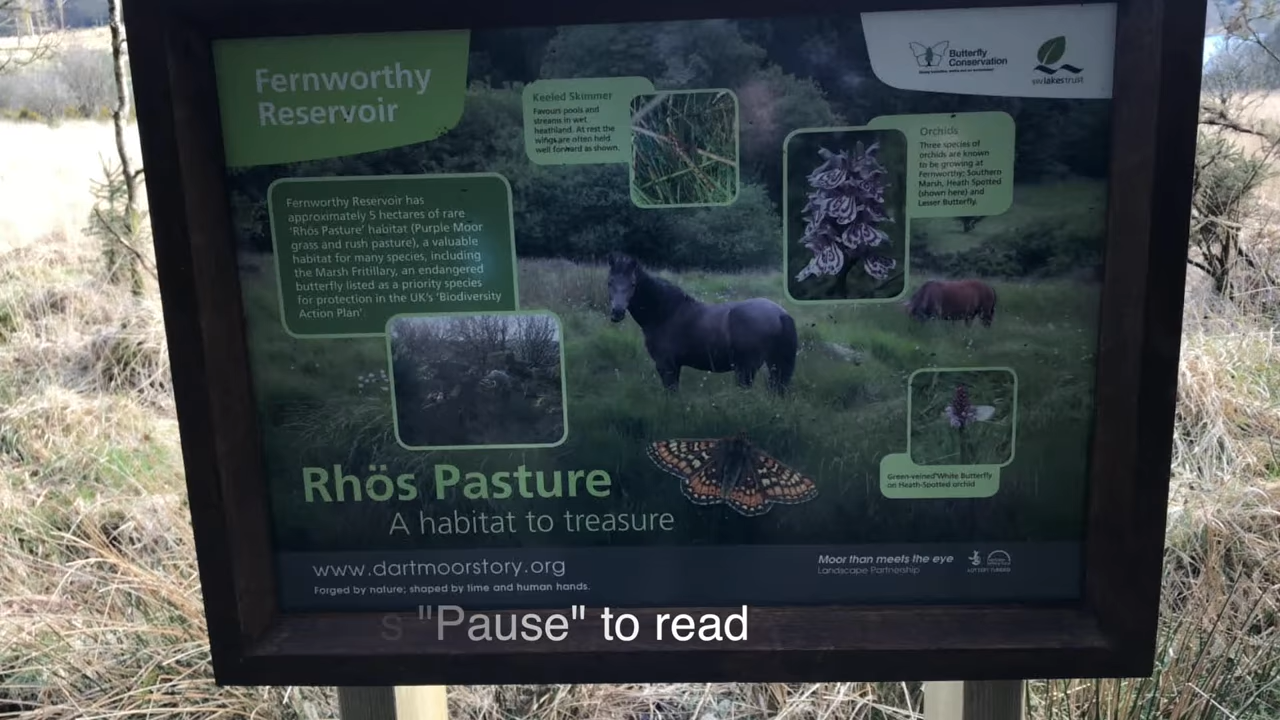 Fernworthy
Reservoir
Butterfly
Conservation
swlakestrust
Keeled Skimmer
Favours pools and
streams in wet
heathland. At rest the
wings are often held
well forward as shown.
Orchids
Three species of
orchids are known
to be growing at
Fernworthy; Southern
Marsh, Heath Spotted
(shown here) and
Lesser Butterfly.
Fernworthy Reservoir has
approximately 5 hectares of rare
'Rhös Pasture' habitat (Purple Moor
grass and rush pasture), a valuable
habitat for many species, including
the Marsh Fritillary, an endangered
butterfly listed as a priority species
for protection in the UK's 'Biodiversity
Action Plan'
Green-veined White Butterfly
on Heath-Spotted orchid
Rhös Pasture
A habitat to treasure
www.dartmoorstory.org
Forged by nature; shaped by time and human hands.
Moor than meets the eye
Landscape Partnership
LOTTERY FUNDED
s "Pause" to read